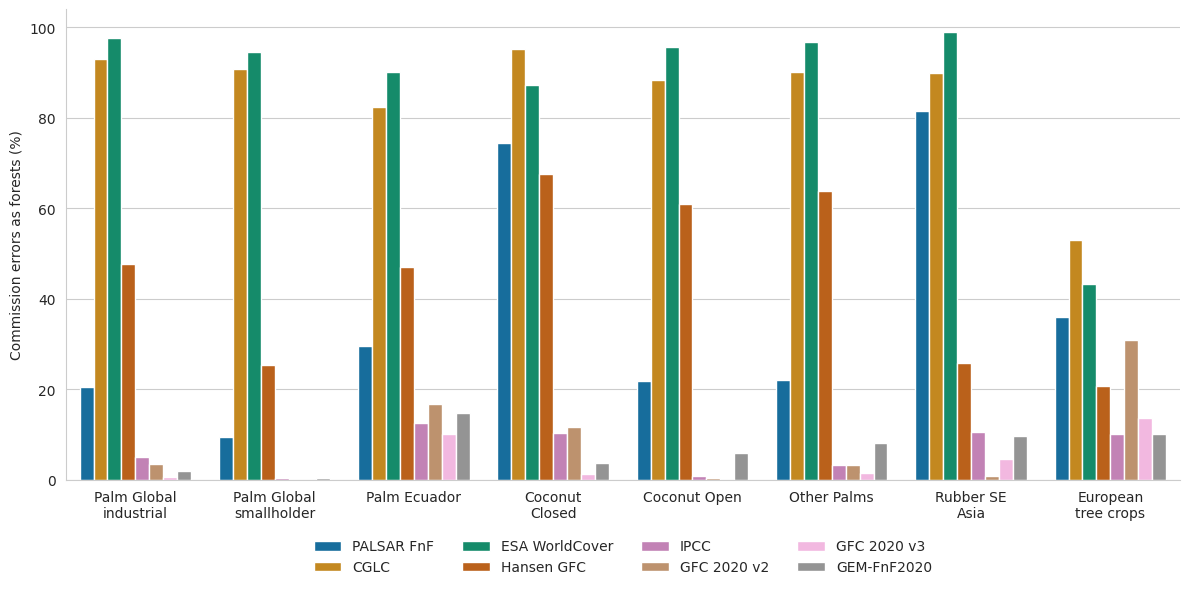 Commission errors as forests (%)
100
80
60
40
20
0
Palm Global
industrial
Palm Global
smallholder
Palm Ecuador
Coconut
Closed
Coconut Open
Other Palms
Rubber SE
Asia
European
tree crops
PALSAR FnF
CGLC
ESA WorldCover
Hansen GFC
IPCC
GFC 2020 v2
GFC 2020 v3
GEM-FnF2020